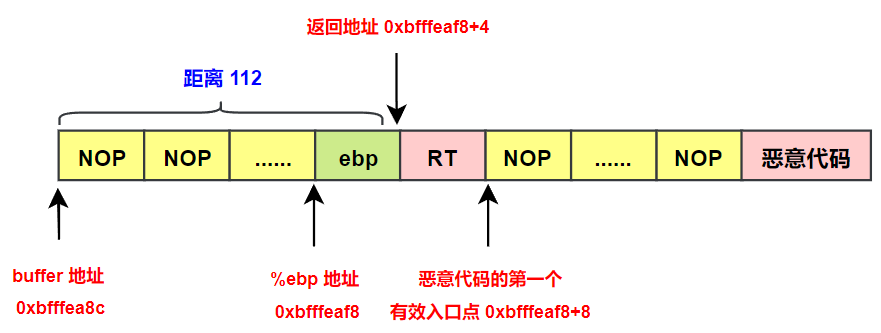 返回地址 0xbfffeaf8+4
距离 112
NOP NOP ...... ebp RT NOP ...... NOP 恶意代码
buffer 地址
0xbfffea8c
%ebp 地址
0xbfffeaf8
恶意代码的第一个
有效入口点 0xbfffeaf8+8